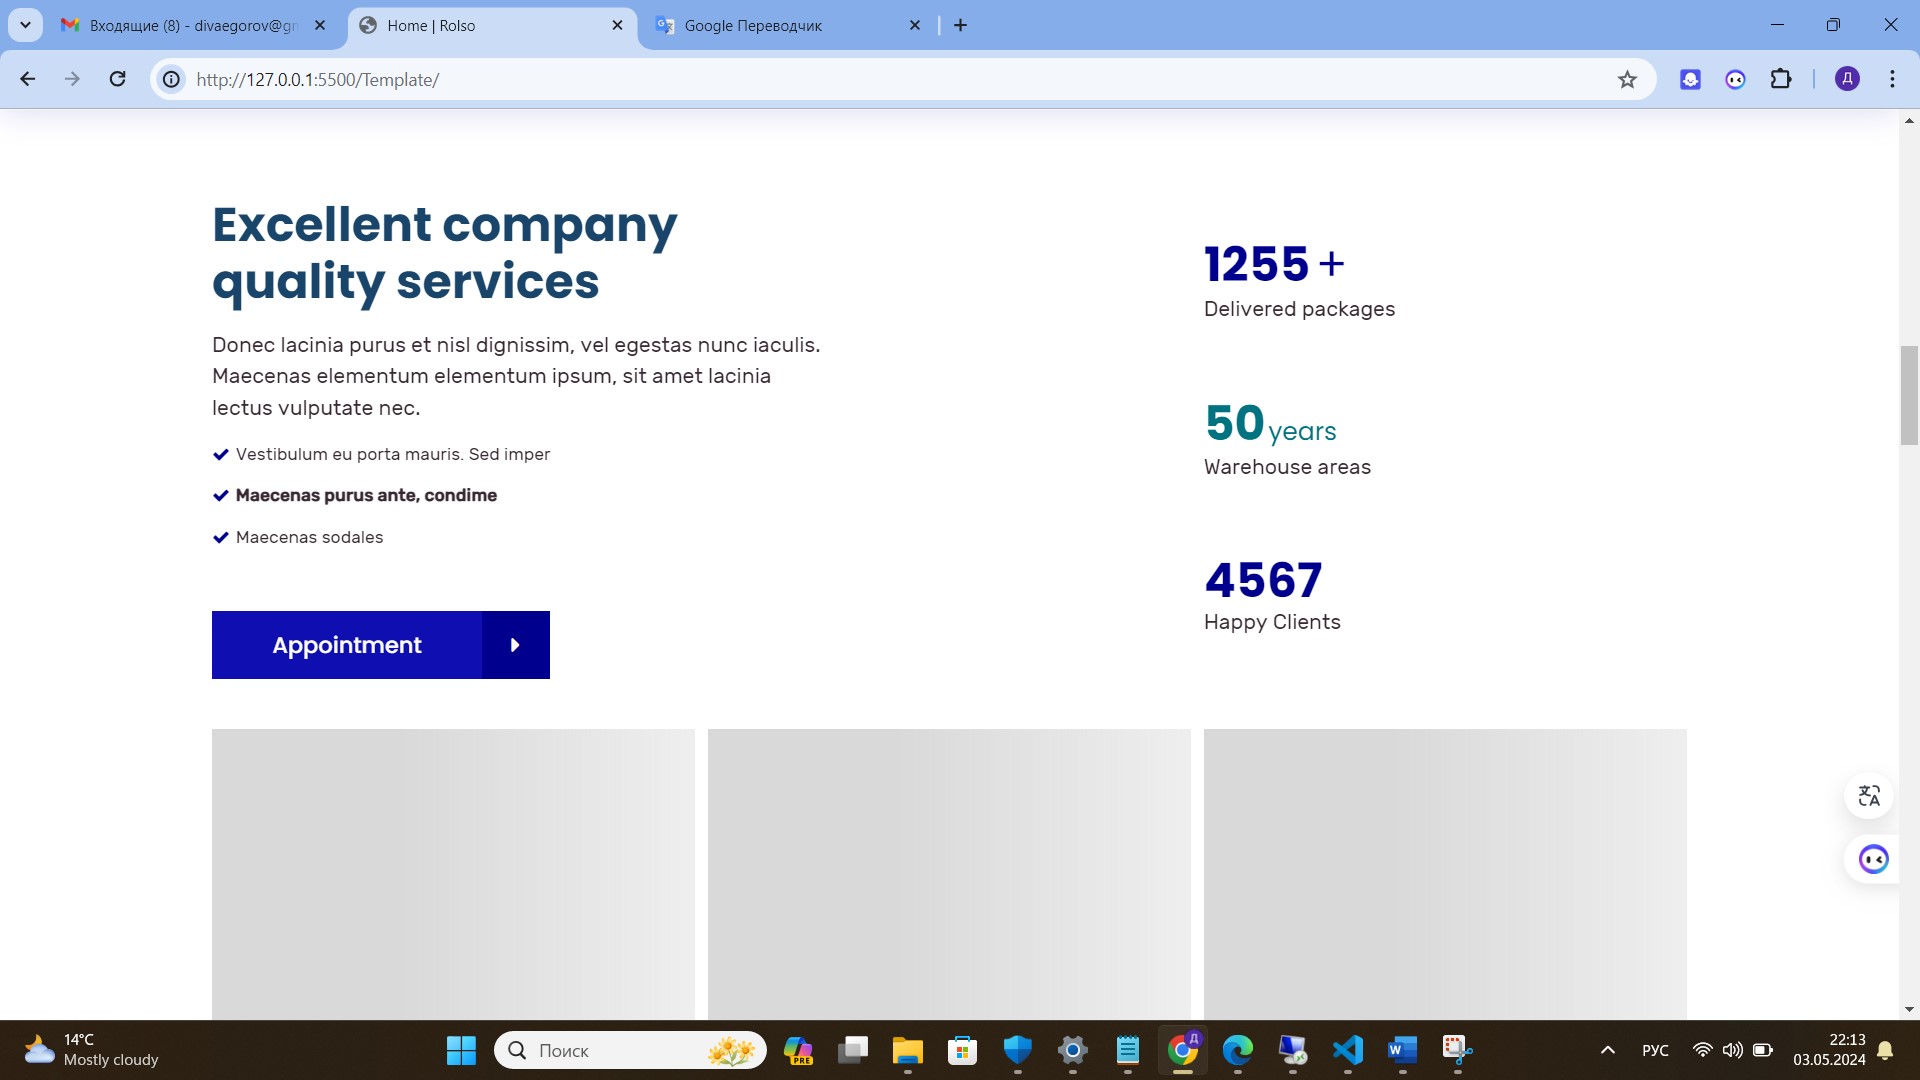 Входящие (8) - divaegorov@gm
Home | Rolso
Google Переводчик
http://127.0.0.1:5500/Template/
Д
Excellent company
quality services
Donec lacinia purus et nisl dignissim, vel egestas nunc iaculis.
Maecenas elementum elementum ipsum, sit amet lacinia
lectus vulputate nec.
Vestibulum eu porta mauris. Sed imper
Maecenas purus ante, condime
Maecenas sodales
Appointment
1255 +
Delivered packages
50 years
Warehouse areas
4567
Happy Clients
14°C
Mostly cloudy
Поиск
PRE
Д
РУС
22:13
03.05.2024